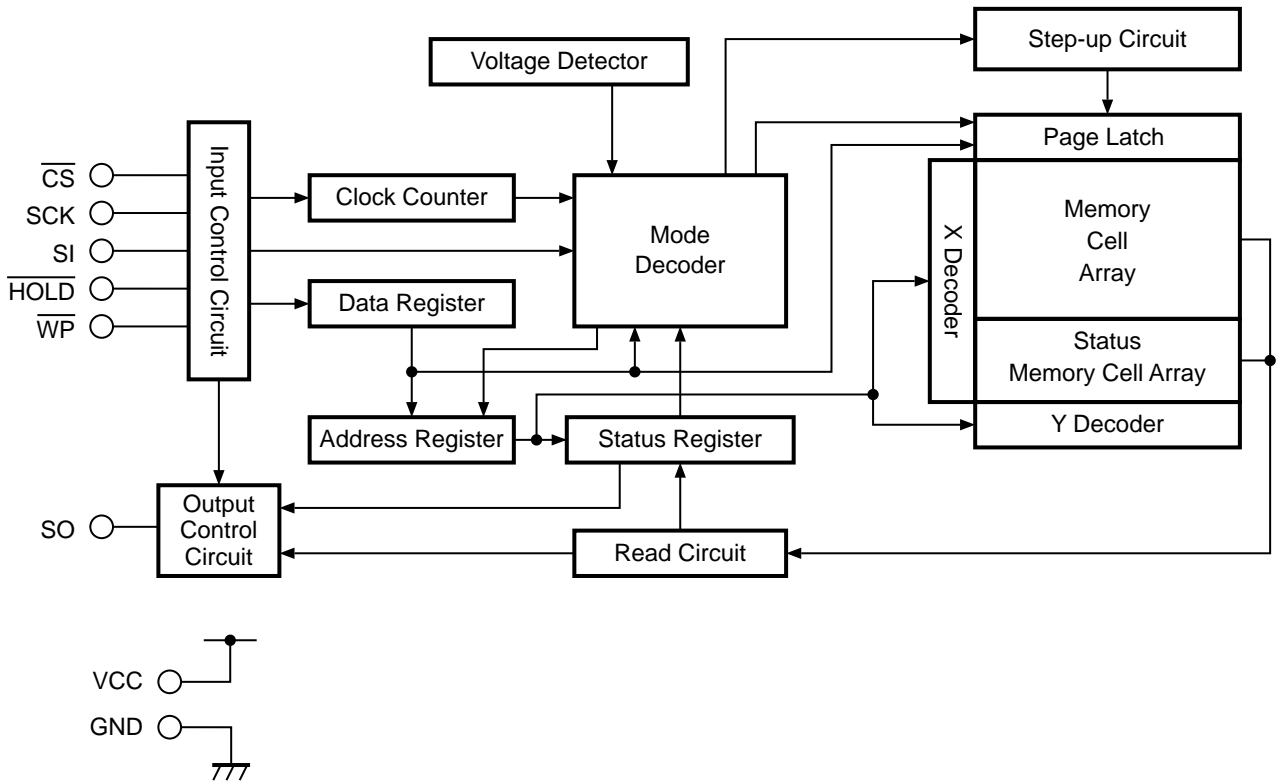 Step-up Circuit
Voltage Detector
Page Latch
CS
SCK
SI
HOLD
WP
Input Control Circuit
Clock Counter
Mode
Decoder
Data Register
X Decoder
Memory
Cell
Array
Status
Memory Cell Array
Address Register
Status Register
Y Decoder
SO
Output
Control
Circuit
Read Circuit
VCC
GND